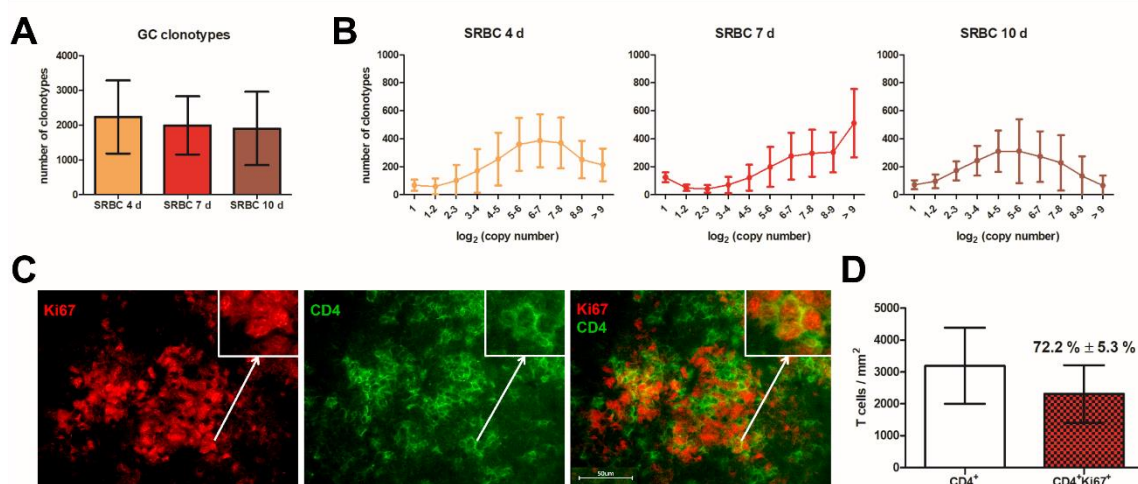 A
GC clonotypes
number of clonotypes
4000
3000
2000
1000
0
SRBC 4 d SRBC 7 d SRBC 10 d
B
SRBC 4 d
number of clonotypes
1000
800
600
400
200
0
1 1-2 2-3 3-4 4-5 5-6 6-7 7-8 8-9 > 9
log₂ (copy number)
SRBC 7 d
1000
800
600
400
200
0
1 1-2 2-3 3-4 4-5 5-6 6-7 7-8 8-9 > 9
log₂ (copy number)
SRBC 10 d
1000
800
600
400
200
0
1 1-2 2-3 3-4 4-5 5-6 6-7 7-8 8-9 > 9
log₂ (copy number)
C
Ki67
CD4
Ki67
CD4
50um
D
T cells / mm²
5000
4000
3000
2000
1000
0
72.2 % ± 5.3 %
CD4⁺ CD4⁺Ki67⁺